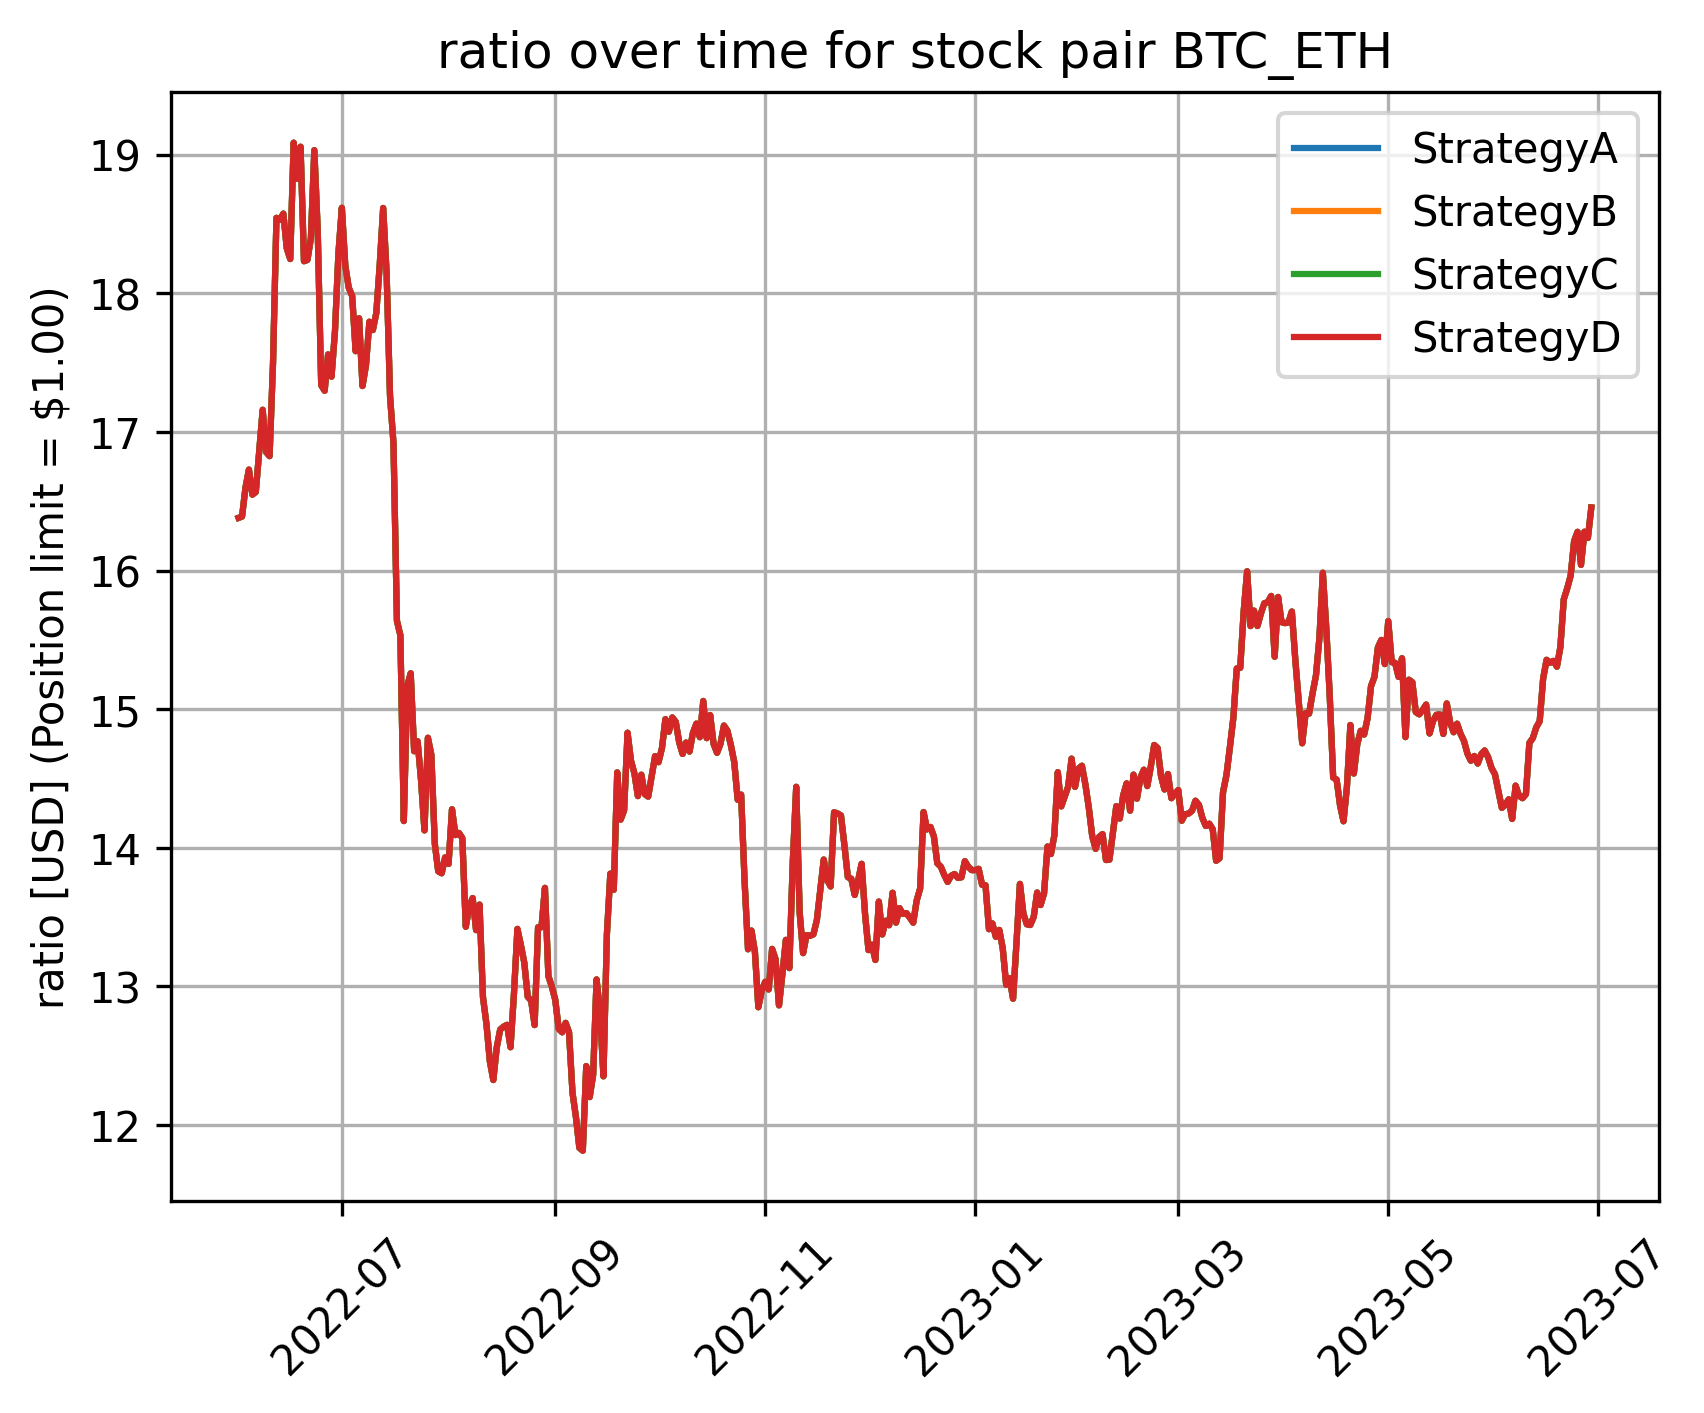 ratio over time for stock pair BTC_ETH
StrategyA
StrategyB
StrategyC
StrategyD
ratio [USD] (Position limit = $1.00)
19
18
17
16
15
14
13
12
2022-07
2022-09
2022-11
2023-01
2023-03
2023-05
2023-07